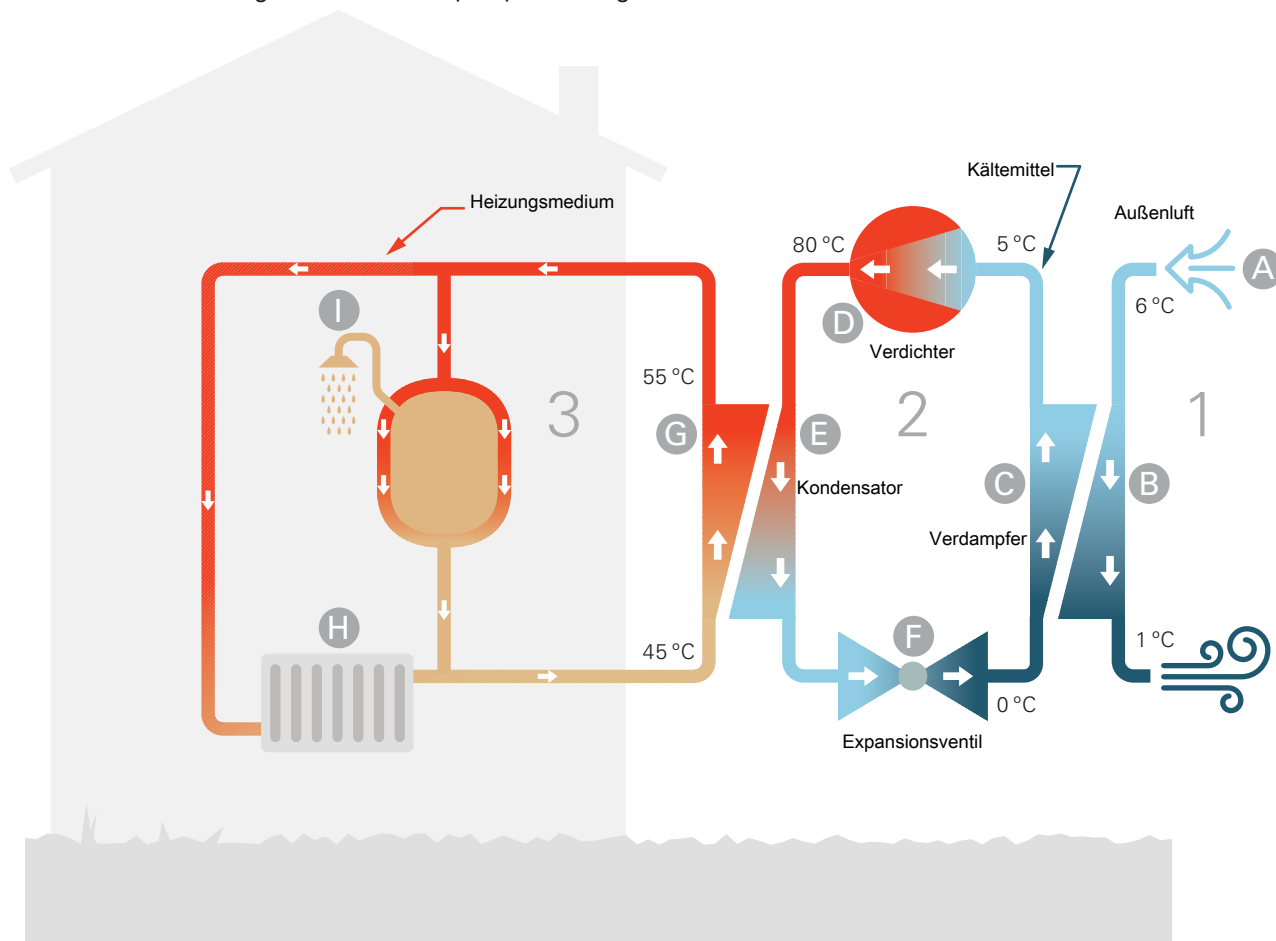 Heizungsmedium
Kältemittel
Außenluft
80 °C
5 °C
A
6 °C
I
D
Verdichter
55 °C
3
2
1
G
E
C
B
Kondensator
Verdampfer
H
F
45 °C
1 °C
0 °C
Expansionsventil